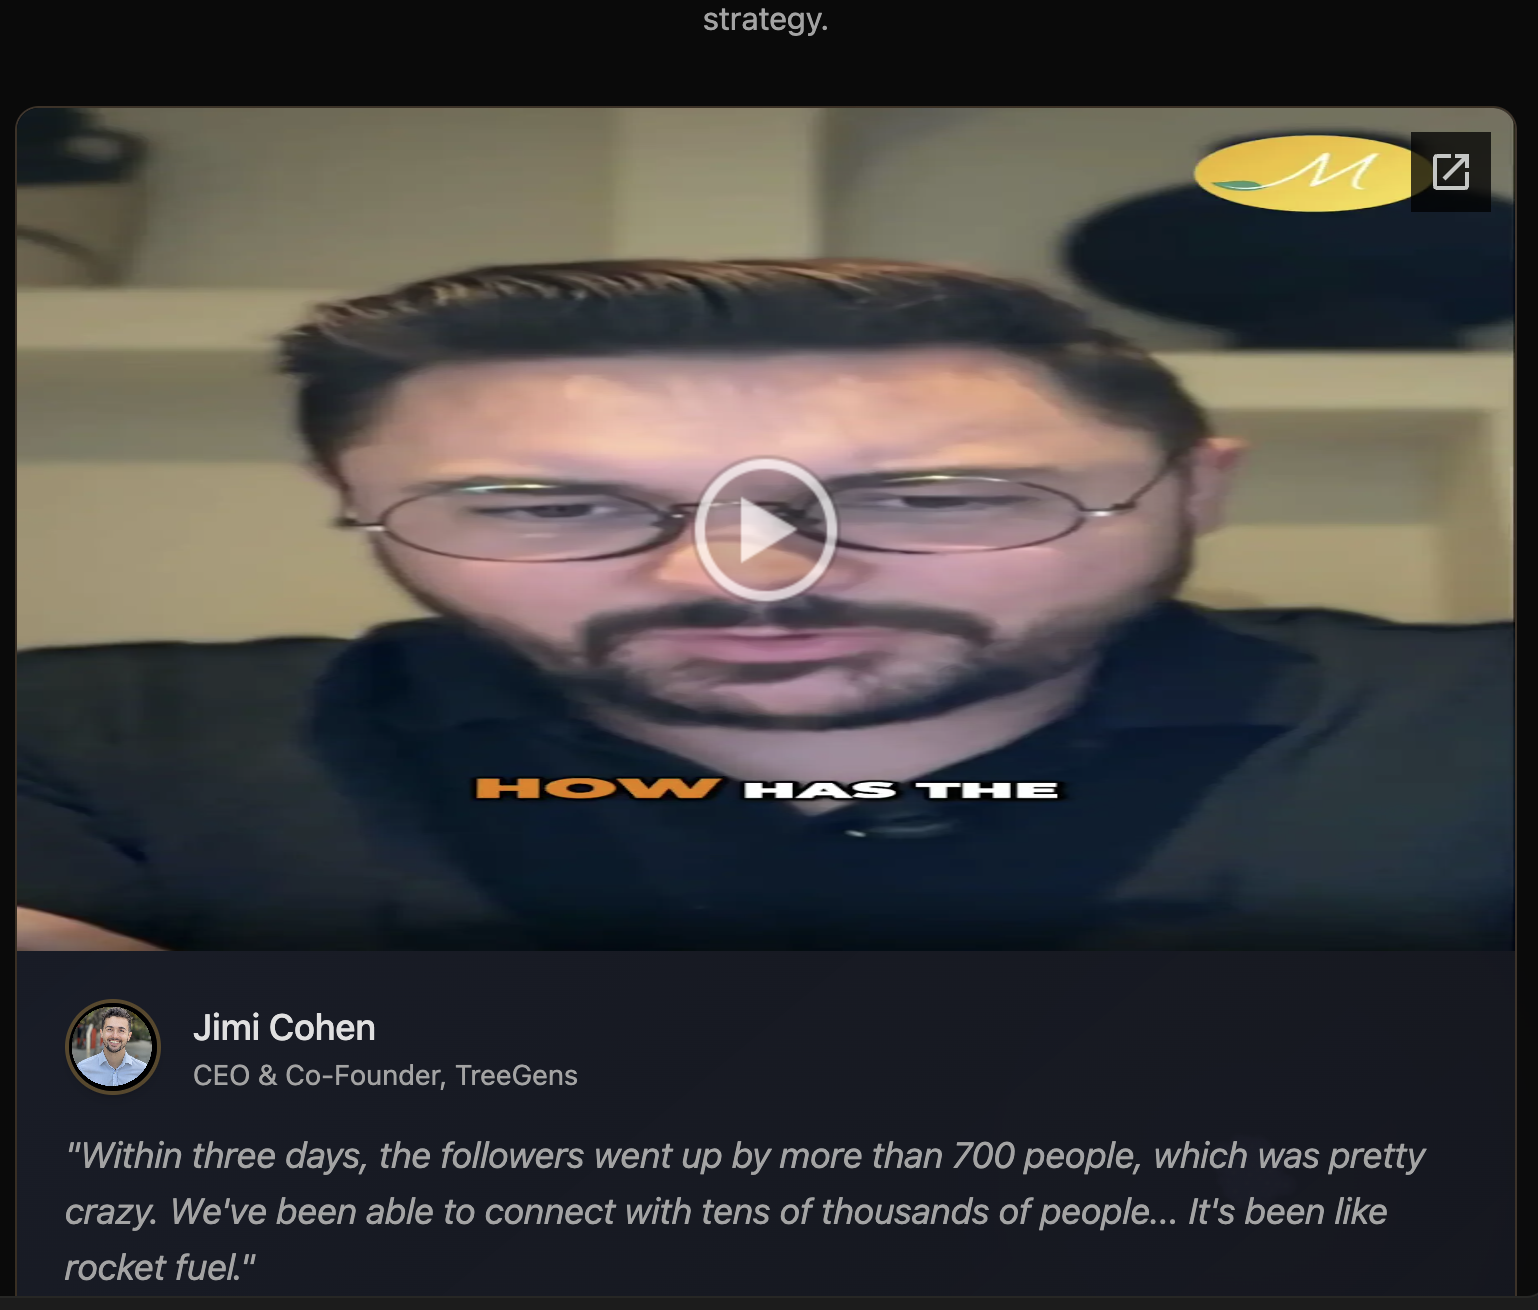 strategy.
M
HOW HAS THE
Jimi Cohen
CEO & Co-Founder, TreeGens
"Within three days, the followers went up by more than 700 people, which was pretty
crazy. We've been able to connect with tens of thousands of people... It's been like
rocket fuel."